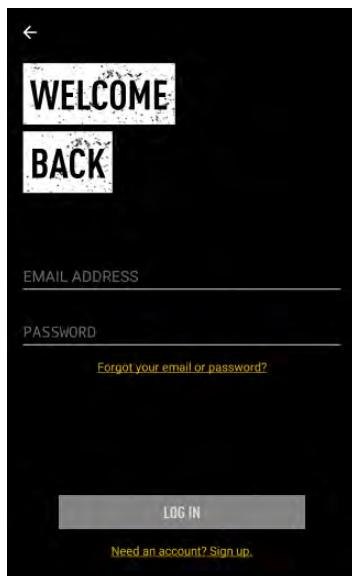 WELCOME
BACK
EMAIL ADDRESS
PASSWORD
Forgot your email or password?
LOG IN
Need an account? Sign up.